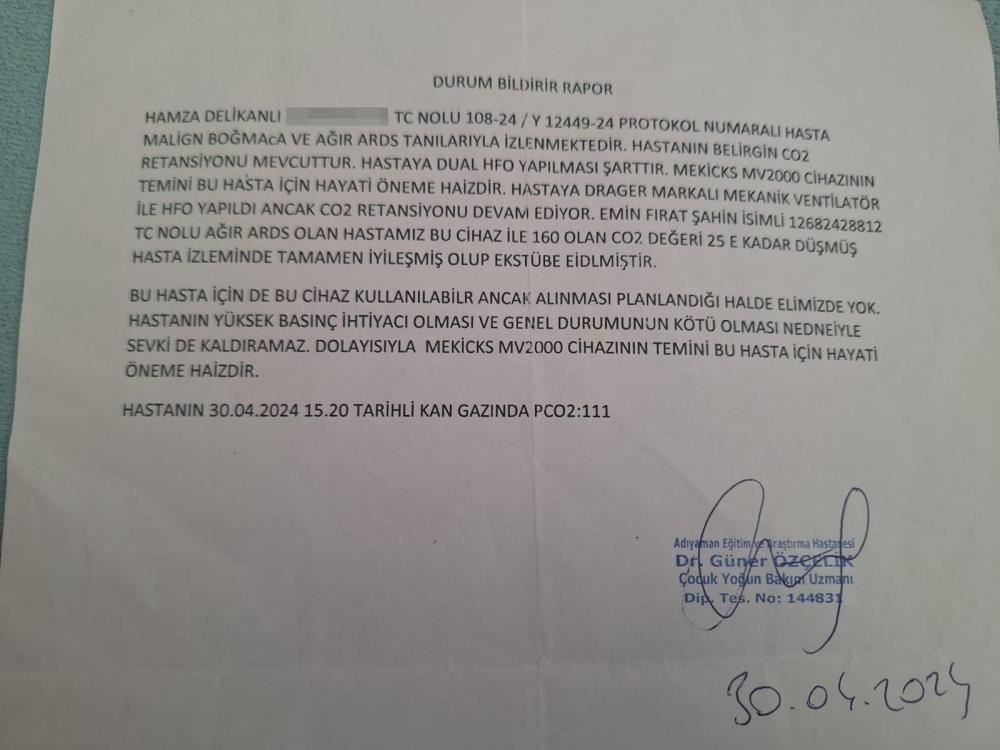 DURUM BİLDİRİR RAPOR
HAMZA DELİKANLI TC NOLU 108-24 / Y 12449-24 PROTOKOL NUMARALI HASTA
MALİGN BOĞMAcA VE AĞIR ARDS TANILARIYLA İZLENMEKTEDİR. HASTANIN BELİRGİN CO2
RETANSİYONU MEVCUTTUR. HASTAYA DUAL HFO YAPILMASI ŞARTTIR. MEKİCKS MV2000 CİHAZININ
TEMİNİ BU HASTA İÇİN HAYATİ ÖNEME HAİZDİR. HASTAYA DRAGER MARKALI MEKANİK VENTİLATÖR
İLE HFO YAPILDI ANCAK CO2 RETANSİYONU DEVAM EDİYOR. EMİN FIRAT ŞAHİN İSİMLİ 12682428812
TC NOLU AĞIR ARDS OLAN HASTAMIZ BU CİHAZ İLE 160 OLAN CO2 DEĞERİ 25 E KADAR DÜŞMÜŞ
HASTA İZLEMİNDE TAMAMEN İYİLEŞMİŞ OLUP EKSTÜBE EİDLMİŞTİR.
BU HASTA İÇİN DE BU CİHAZ KULLANILABİLR ANCAK ALINMASI PLANLANDIĞI HALDE ELİMİZDE YOK.
HASTANIN YÜKSEK BASINÇ İHTİYACI OLMASI VE GENEL DURUMUNUN KÖTÜ OLMASI NEDNEİYLE
SEVKİ DE KALDIRAMAZ. DOLAYISIYLA MEKİCKS MV2000 CİHAZININ TEMİNİ BU HASTA İÇİN HAYATİ
ÖNEME HAİZDİR.
HASTANIN 30.04.2024 15.20 TARİHLİ KAN GAZINDA PCO2:111
Adıyaman Eğitim ve Araştırma Hastanesi
Dr. Güner ÖZÇELİK
Çocuk Yoğun Bakım Uzmanı
Dip. Tes. No: 144831
30.04.2024